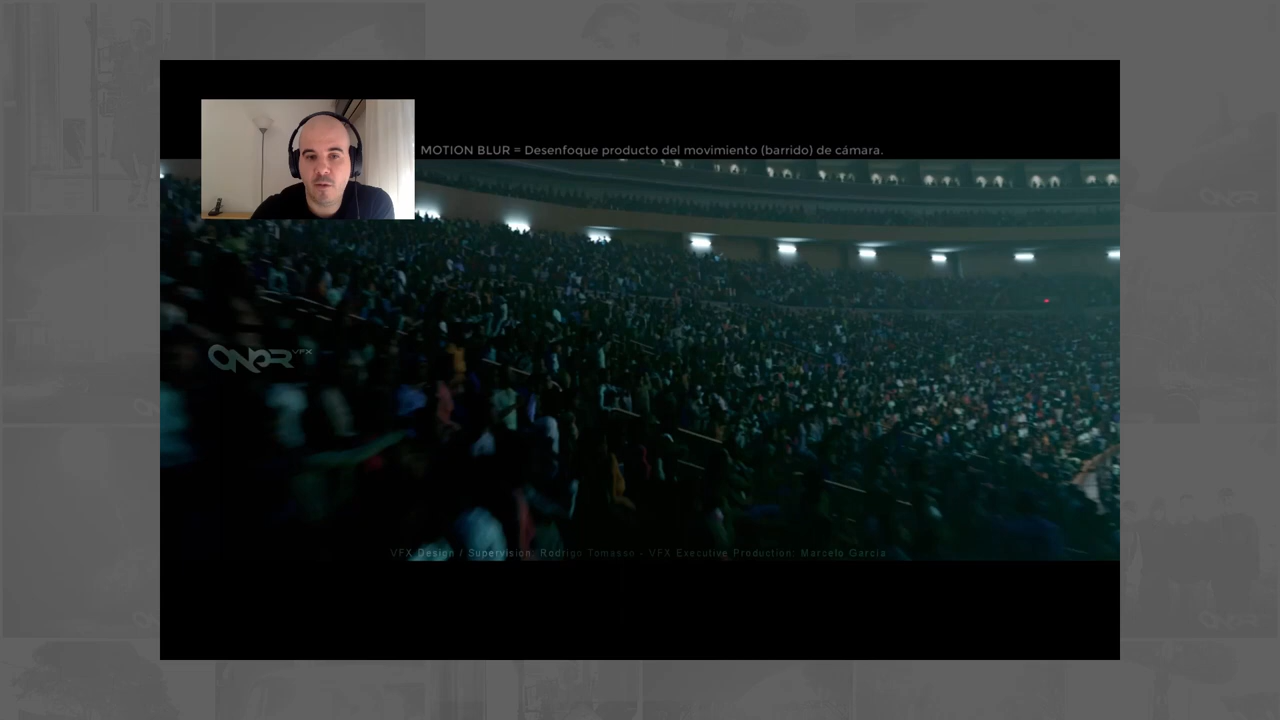 MOTION BLUR = Desenfoque producto del movimiento (barrido) de cámara.
ONOR VFX
VFX Design / Supervision: Rodrigo Tomasso - VFX Executive Production: Marcelo García